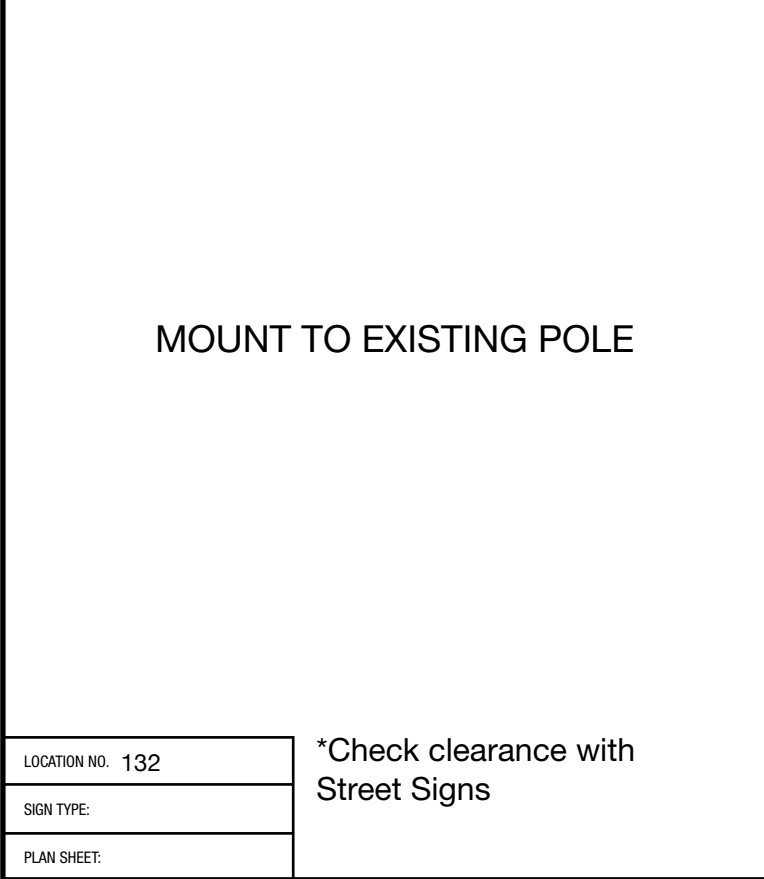 MOUNT TO EXISTING POLE
LOCATION NO. 132
SIGN TYPE:
PLAN SHEET:
*Check clearance with
Street Signs